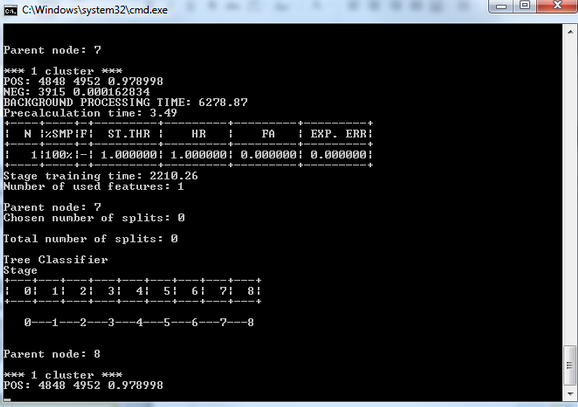 C:\Windows\system32\cmd.exe
Parent node: 7
*** 1 cluster ***
POS: 4848 4952 0.978998
NEG: 3915 0.000162834
BACKGROUND PROCESSING TIME: 6278.87
Precalculation time: 3.49
+----+----+-+---------+---------+---------+---------+
|  N |%SMP|F|  ST.THR |    HR   |    FA   | EXP. ERR|
+----+----+-+---------+---------+---------+---------+
|   1|100%|-| 1.000000| 1.000000| 0.000000| 0.000000|
+----+----+-+---------+---------+---------+---------+
Stage training time: 2210.26
Number of used features: 1
Parent node: 7
Chosen number of splits: 0
Total number of splits: 0
Tree Classifier
Stage
+---+---+---+---+---+---+---+---+---+
|  0|  1|  2|  3|  4|  5|  6|  7|  8|
+---+---+---+---+---+---+---+---+---+
0---1---2---3---4---5---6---7---8
Parent node: 8
*** 1 cluster ***
POS: 4848 4952 0.978998